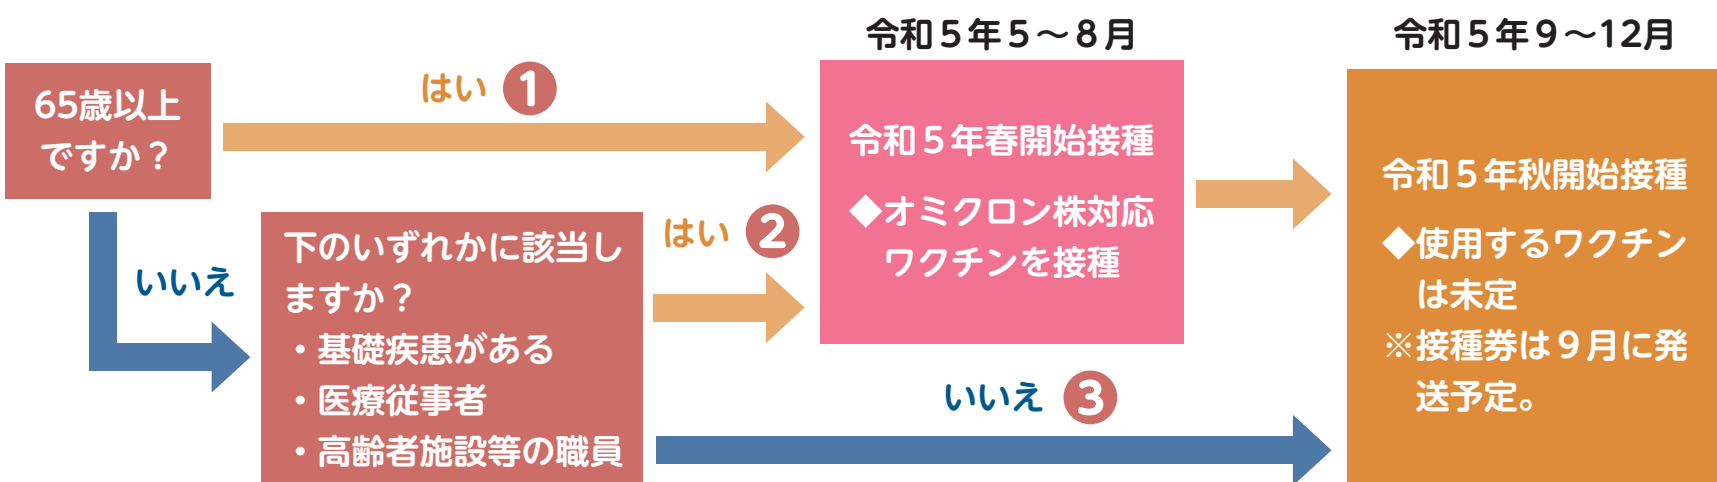 65歳以上
ですか？
はい ❶
いいえ
下のいずれかに該当し
ますか？
・基礎疾患がある
・医療従事者
・高齢者施設等の職員
はい ❷
いいえ ❸
令和５年５～８月
令和５年春開始接種
◆オミクロン株対応
ワクチンを接種
令和５年９～12月
令和５年秋開始接種
◆使用するワクチン
は未定
※接種券は９月に発
送予定。